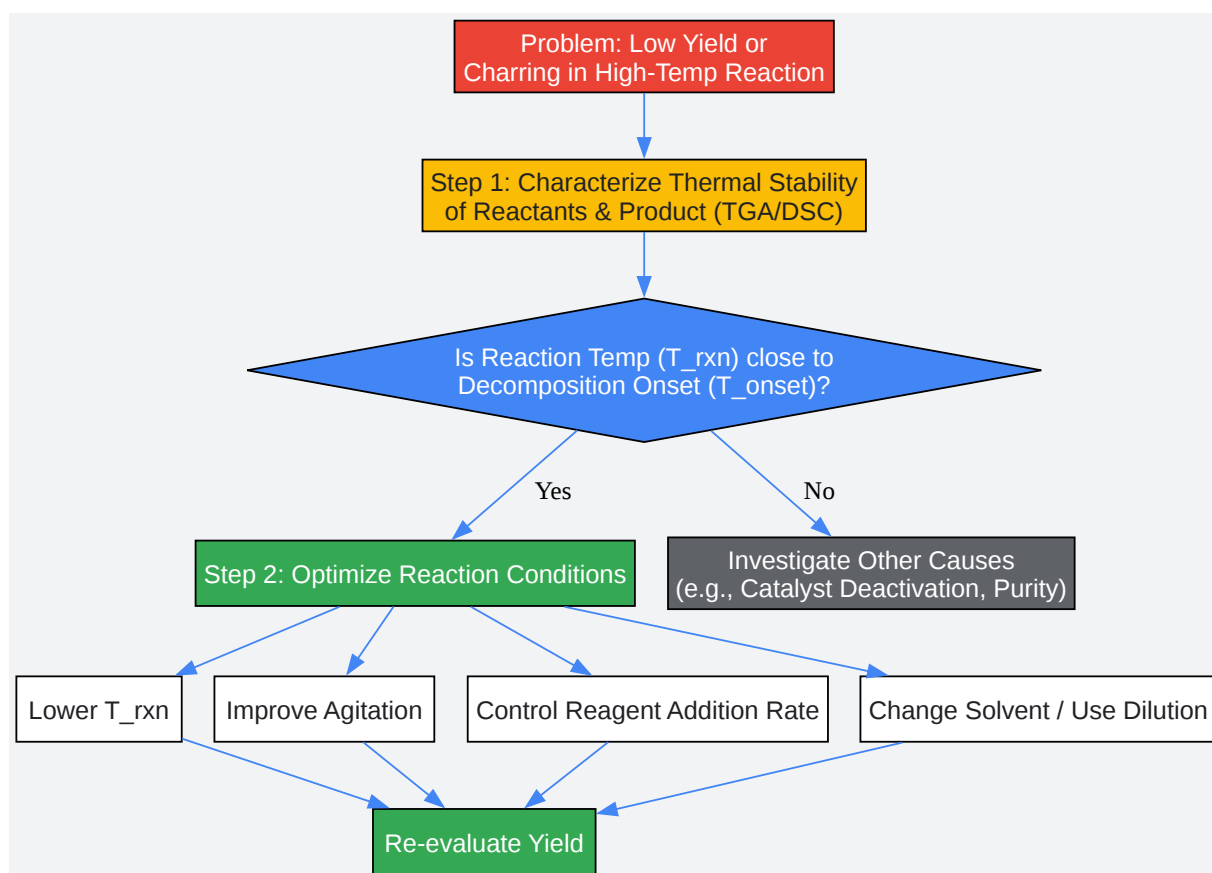 Problem: Low Yield or
Charring in High-Temp Reaction
Step 1: Characterize Thermal Stability
of Reactants & Product (TGA/DSC)
Is Reaction Temp (T_rxn) close to
Decomposition Onset (T_onset)?
Yes
No
Step 2: Optimize Reaction Conditions
Investigate Other Causes
(e.g., Catalyst Deactivation, Purity)
Lower T_rxn
Improve Agitation
Control Reagent Addition Rate
Change Solvent / Use Dilution
Re-evaluate Yield